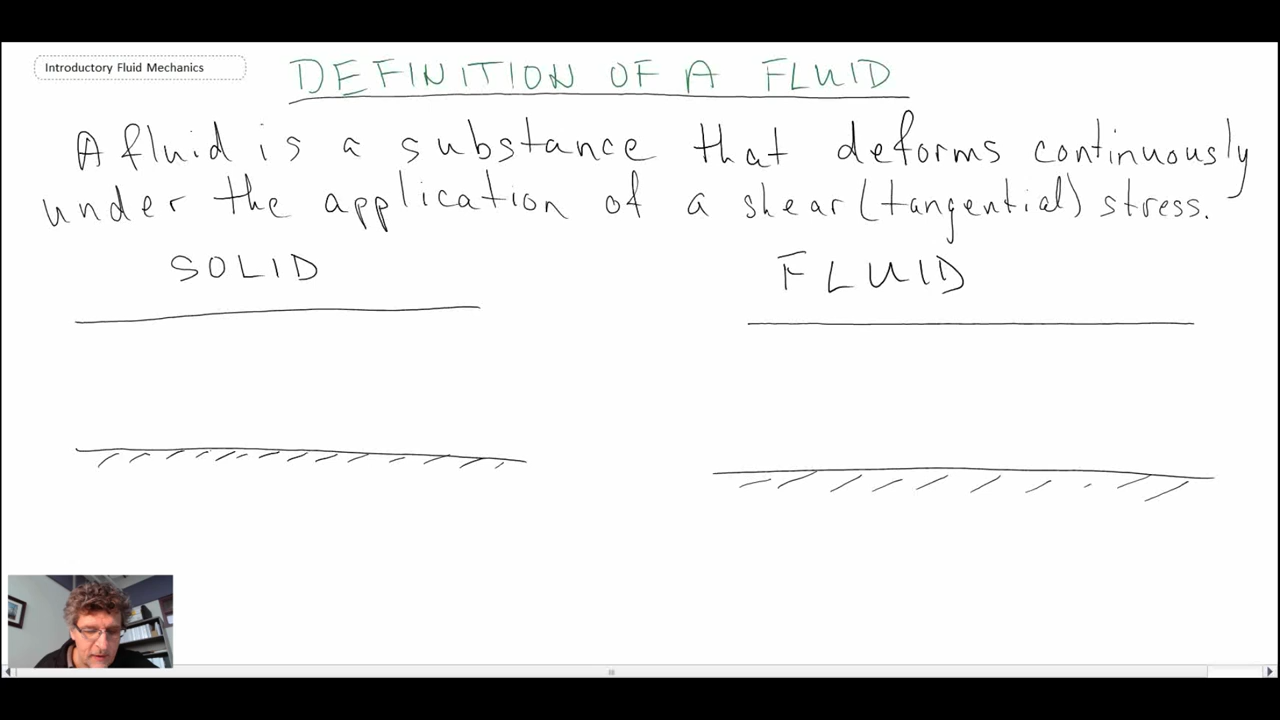 Introductory Fluid Mechanics
DEFINITION OF A FLUID
A fluid is a substance that deforms continuously
under the application of a shear (tangential) stress.
SOLID
FLUID